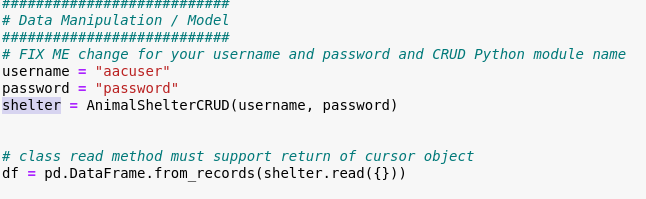 ###########################
# Data Manipulation / Model
###########################
# FIX ME change for your username and password and CRUD Python module name
username = "aacuser"
password = "password"
shelter = AnimalShelterCRUD(username, password)
# class read method must support return of cursor object
df = pd.DataFrame.from_records(shelter.read({}))